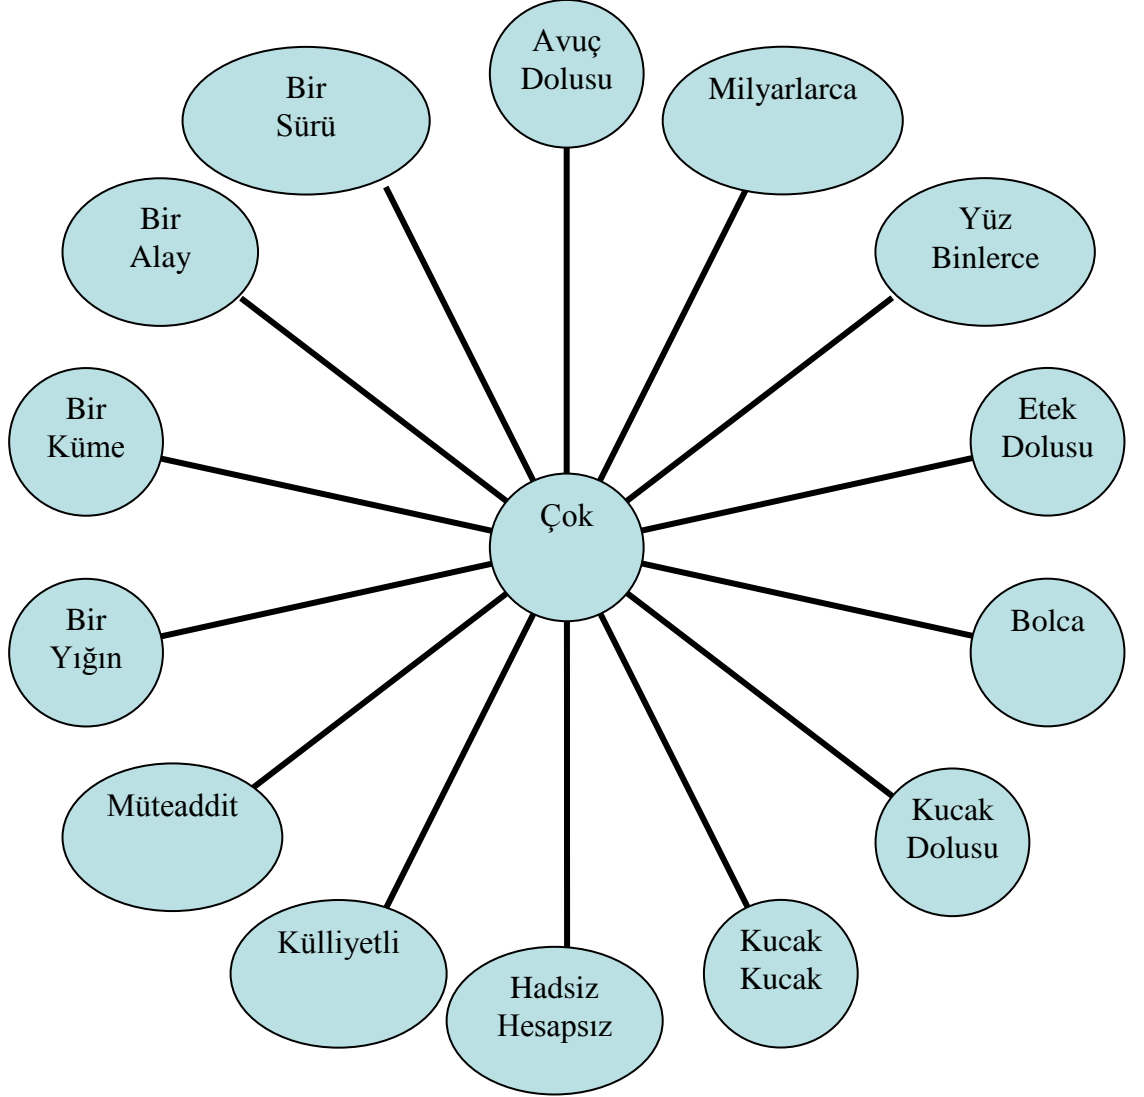 Avuç
Dolusu
Milyarlarca
Yüz
Binlerce
Etek
Dolusu
Bolca
Kucak
Dolusu
Kucak
Kucak
Hadsiz
Hesapsız
Külliyetli
Müteaddit
Bir
Yığın
Bir
Küme
Bir
Alay
Bir
Sürü
Çok